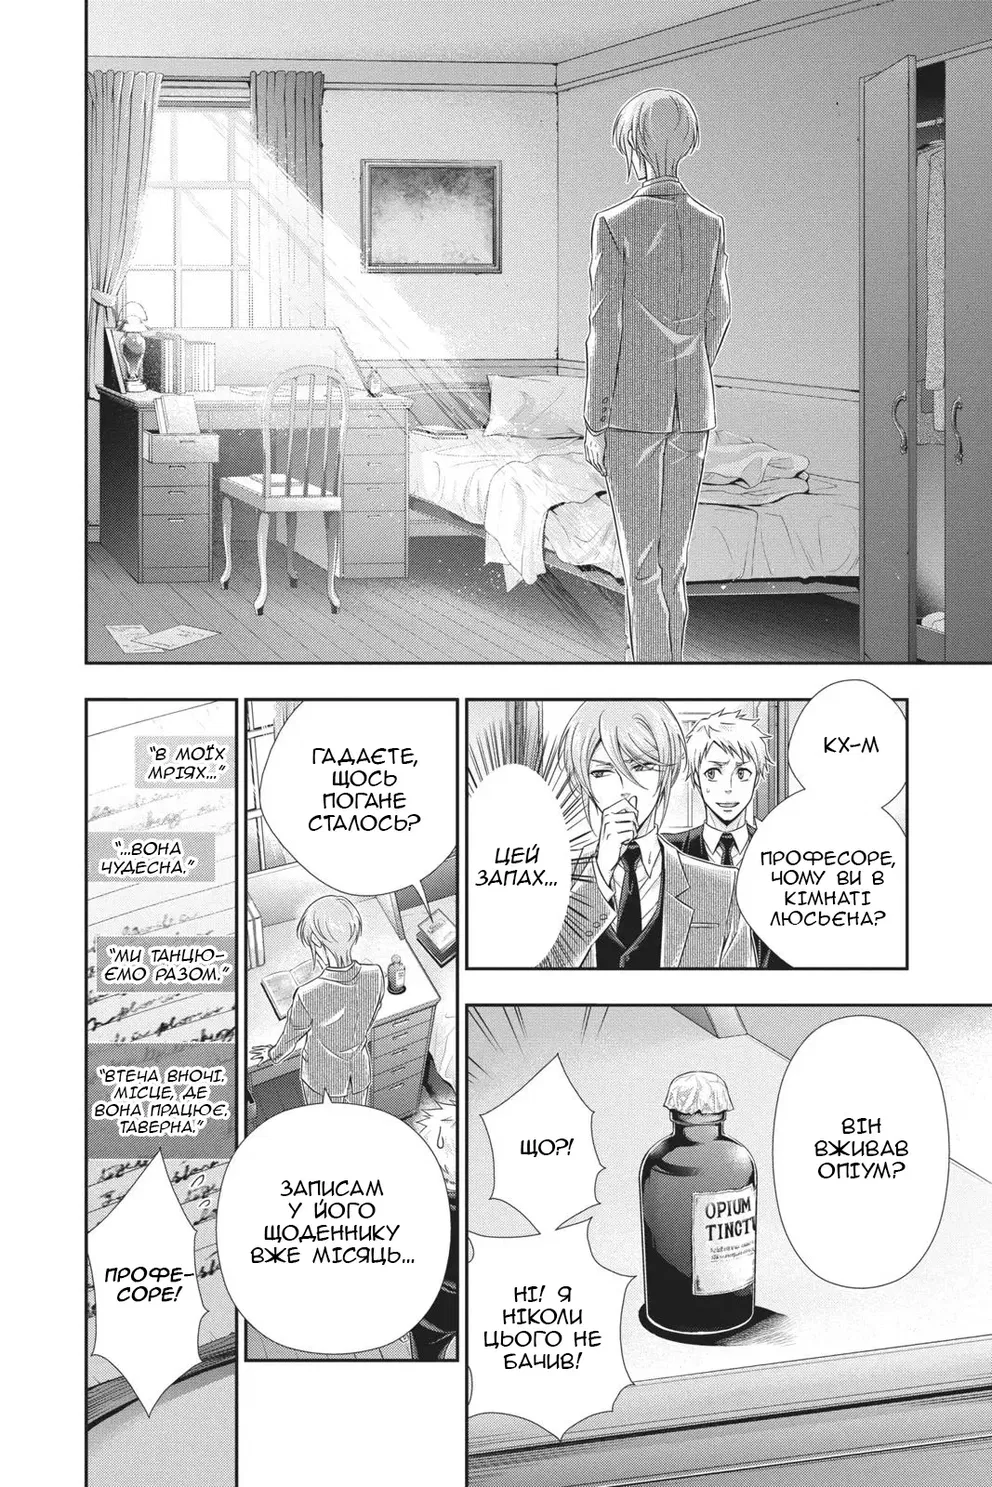 КХ-М
ПРОФЕСОРЕ,
ЧОМУ ВИ В
КІМНАТІ
ЛЮСЬЄНА?
ЦЕЙ
ЗАПАХ...
ВІН
ВЖИВАВ
ОПІУМ?
OPIUM
TINCTU
ЩО?!
НІ! Я
НІКОЛИ
ЦЬОГО НЕ
БАЧИВ!
ГАДАЄТЕ,
ЩОСЬ
ПОГАНЕ
СТАЛОСЬ?
ЗАПИСАМ
У ЙОГО
ЩОДЕННИКУ
ВЖЕ МІСЯЦЬ...
"В МОЇХ
МРІЯХ..."
"...ВОНА
ЧУДЕСНА."
"МИ ТАНЦЮ-
ЄМО РАЗОМ."
"ВТЕЧА ВНОЧІ.
МІСЦЕ, ДЕ
ВОНА ПРАЦЮЄ,
ТАВЕРНА."
ПРОФЕ-
СОРЕ!